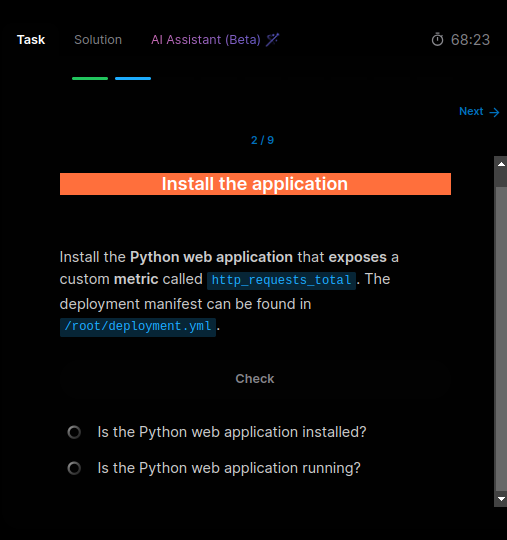 Task Solution AI Assistant (Beta) 68:23
Next
2 / 9
Install the application
Install the Python web application that exposes a
custom metric called http_requests_total. The
deployment manifest can be found in
/root/deployment.yml.
Check
Is the Python web application installed?
Is the Python web application running?